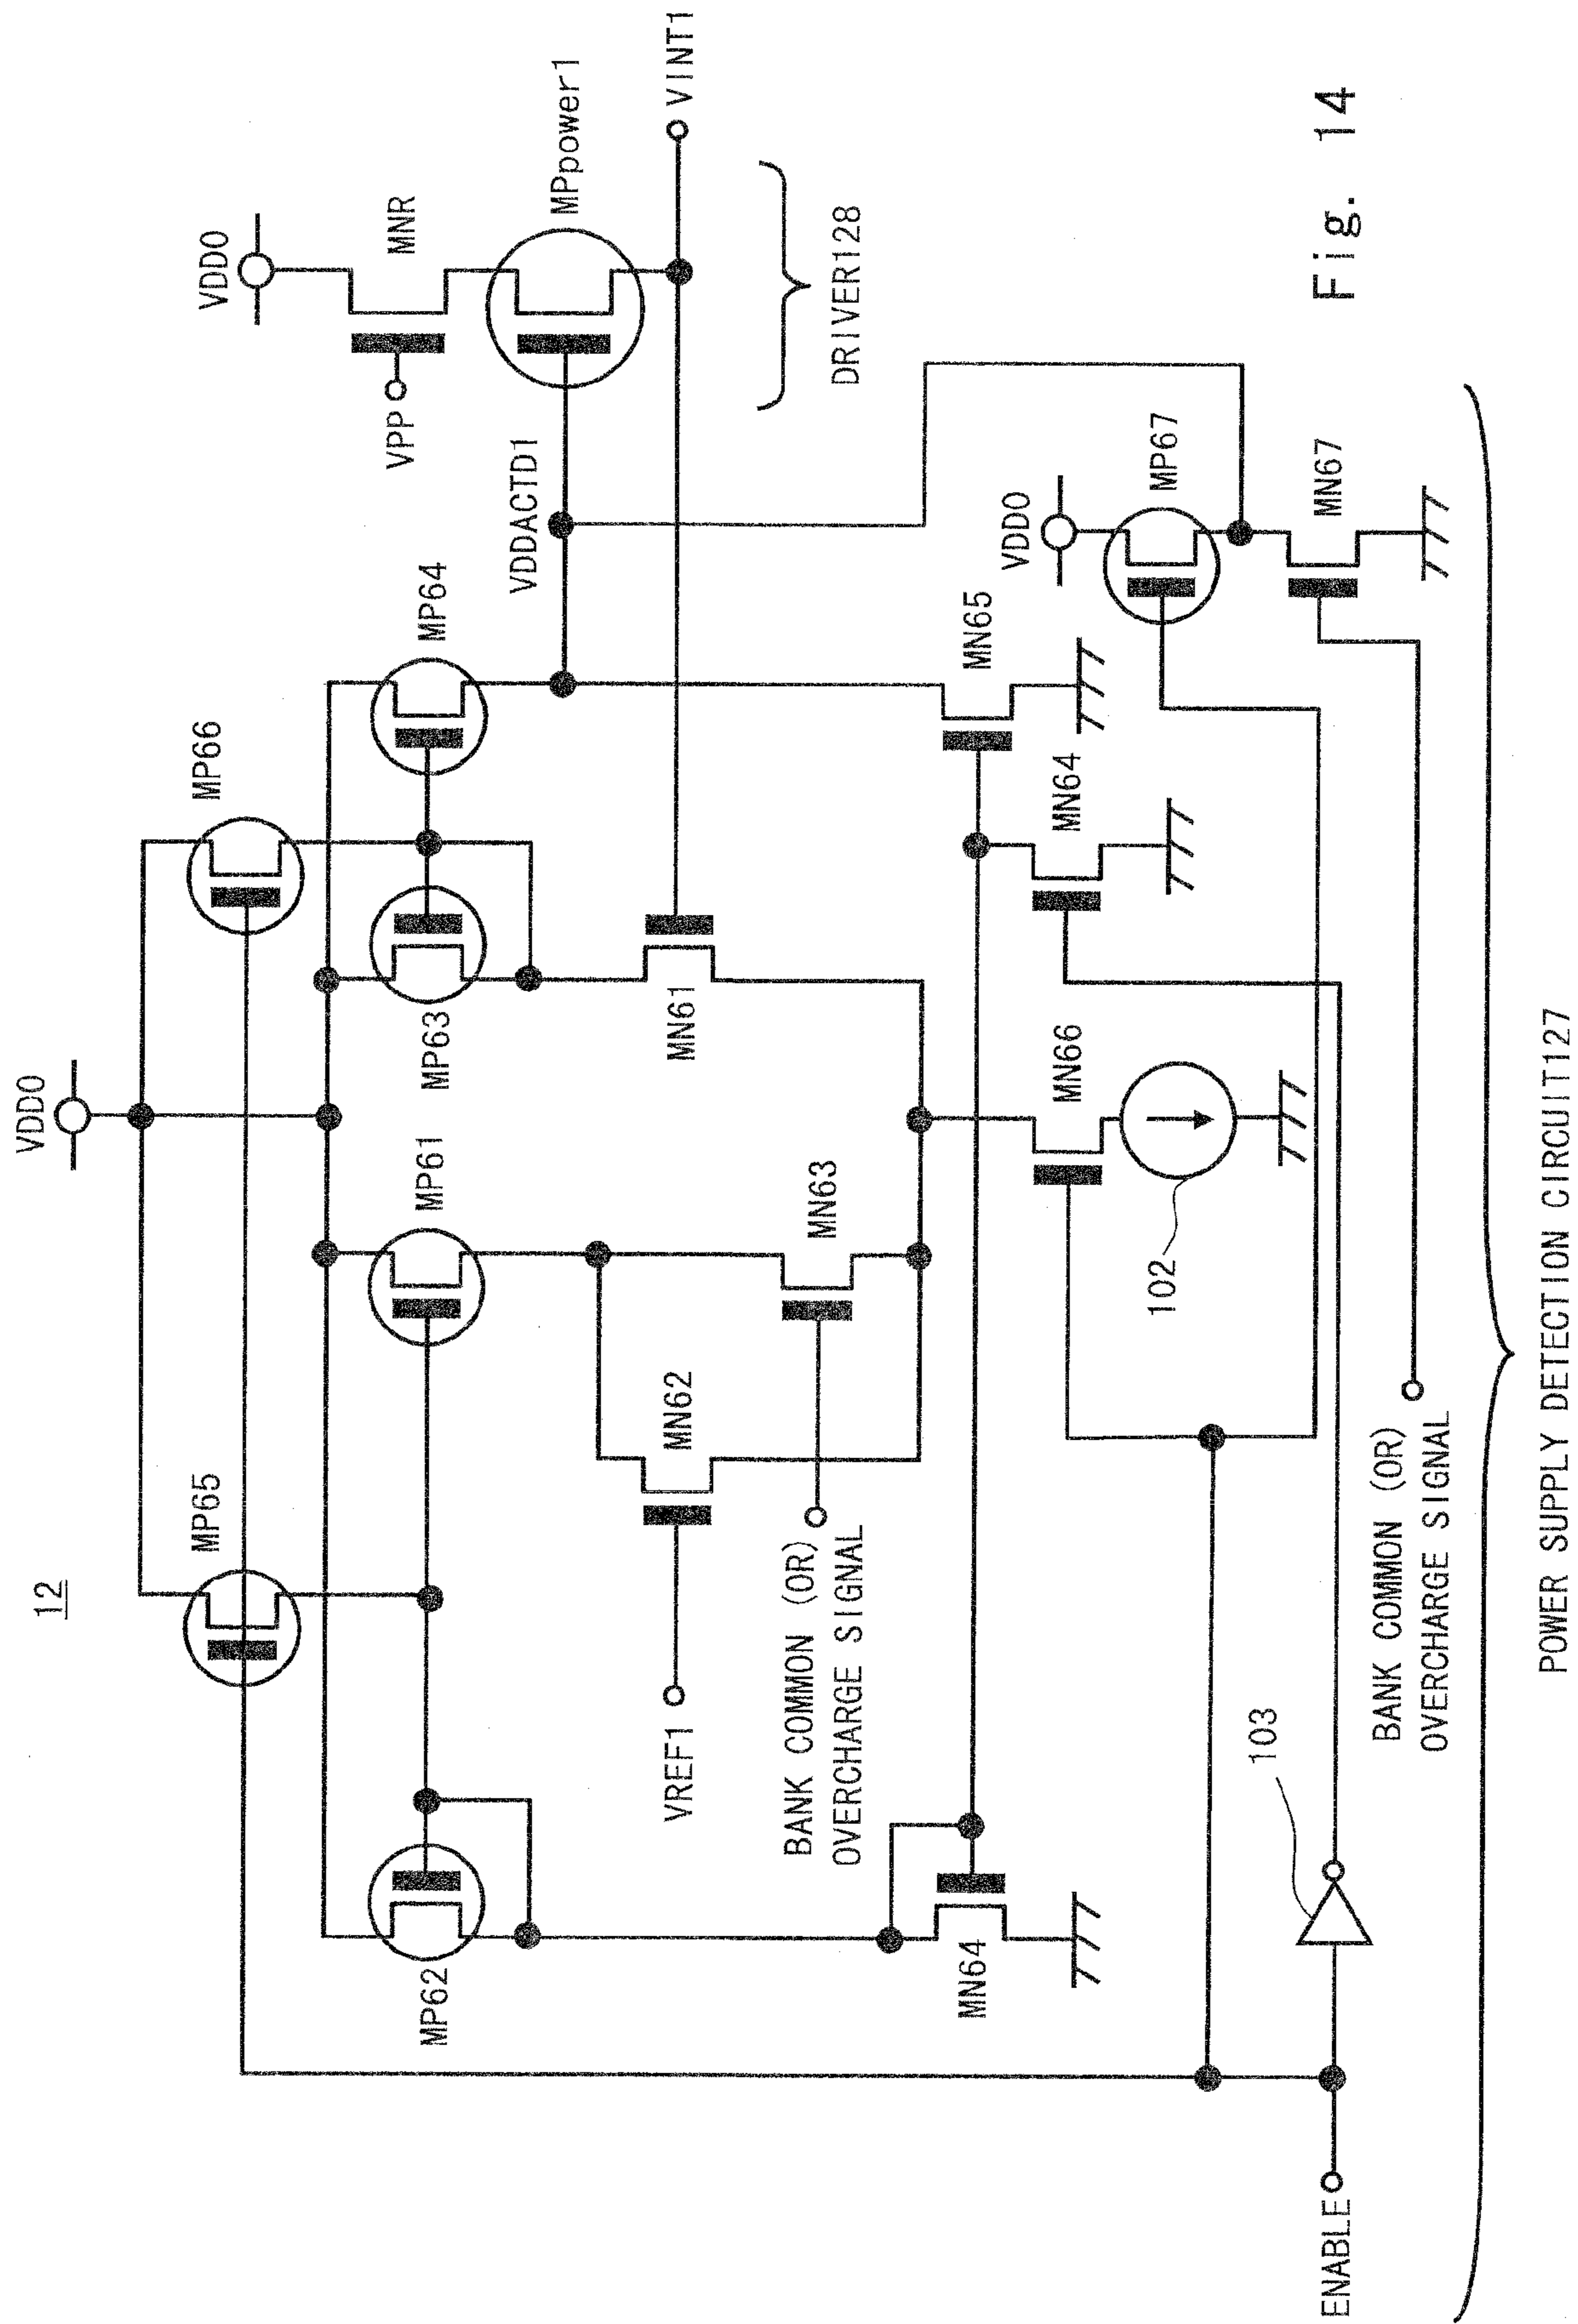 12
VDD0
MP65
MP66
VDD0
MNR
VPP
MPpower1
VINT1
MP62
MP61
MP63
MP64
VDDACTD1
DRIVER128
VREF1
MN62
BANK COMMON (OR)
OVERCHARGE SIGNAL
MN63
MN61
MN64
MN66
102
MN64
MN65
VDD0
MP67
MN67
ENABLE
103
BANK COMMON (OR)
OVERCHARGE SIGNAL
POWER SUPPLY DETECTION CIRCUIT127
Fig. 14